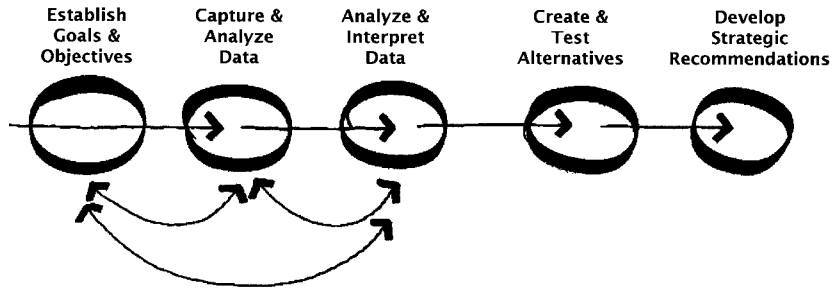 Establish
Goals &
Objectives
Capture &
Analyze
Data
Analyze &
Interpret
Data
Create &
Test
Alternatives
Develop
Strategic
Recommendations